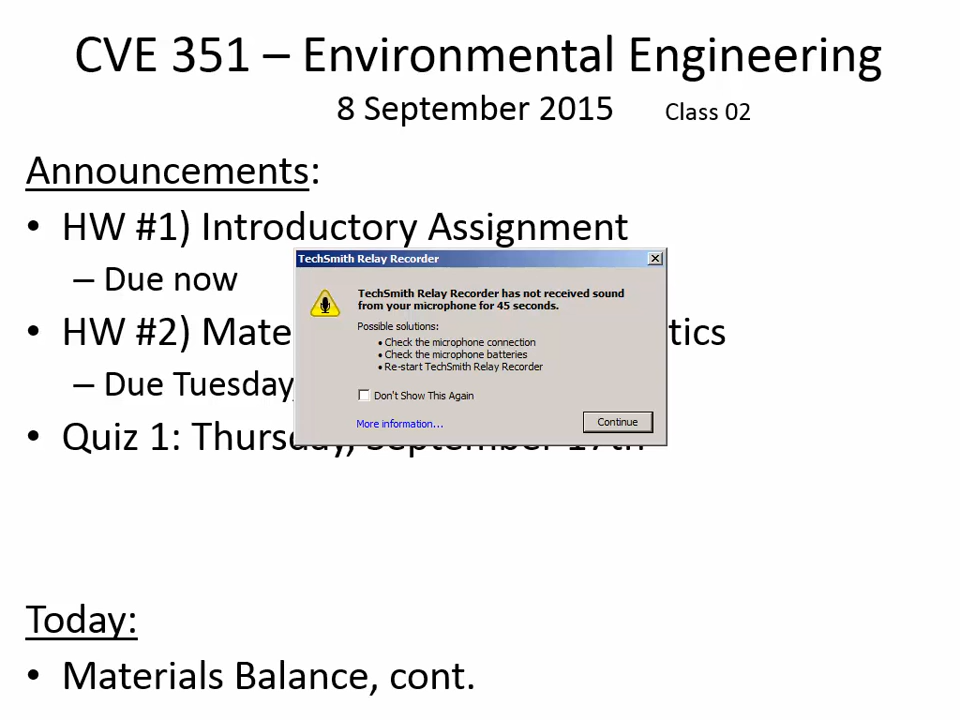 CVE 351 – Environmental Engineering
8 September 2015 Class 02
Announcements:
• HW #1) Introductory Assignment
– Due now
TechSmith Relay Recorder
TechSmith Relay Recorder has not received sound
from your microphone for 45 seconds.
Possible solutions:
• Check the microphone connection
• Check the microphone batteries
• Re-start TechSmith Relay Recorder
Don't Show This Again
More information...
Continue
• HW #2)
– Due Tuesday,
• Quiz 1: Thursday, September 17th
Today:
• Materials Balance, cont.